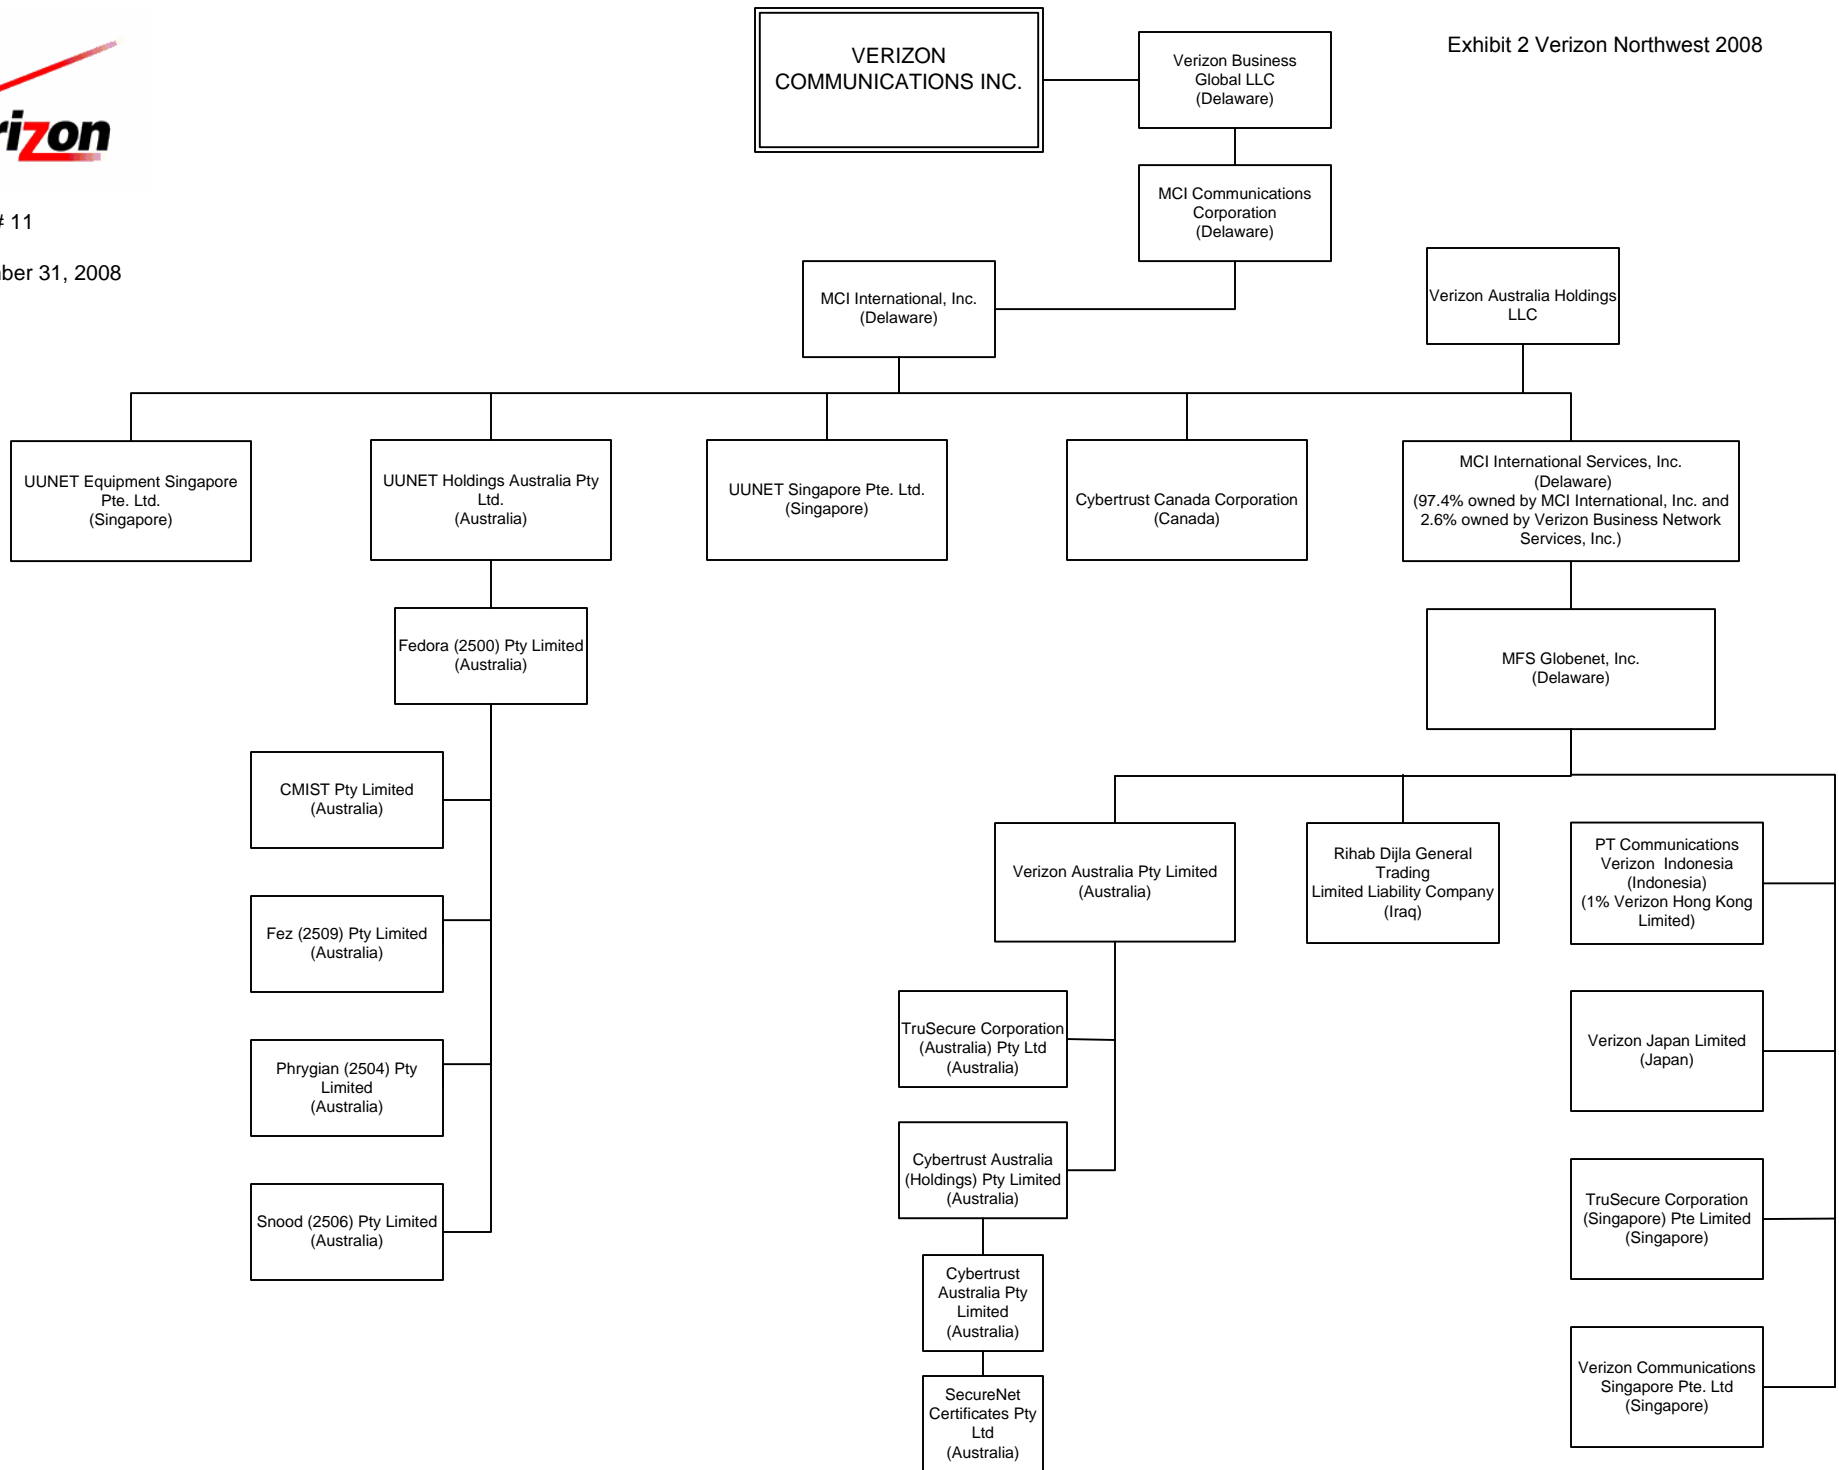 Exhibit 2 Verizon Northwest 2008
VERIZON
COMMUNICATIONS INC.
Verizon Business
Global LLC
(Delaware)
rizon
# 11
ber 31, 2008
MCI Communications
Corporation
(Delaware)
MCI International, Inc.
(Delaware)
Verizon Australia Holdings
LLC
UUNET Equipment Singapore
Pte. Ltd.
(Singapore)
UUNET Holdings Australia Pty
Ltd.
(Australia)
UUNET Singapore Pte. Ltd.
(Singapore)
Cybertrust Canada Corporation
(Canada)
MCI International Services, Inc.
(Delaware)
(97.4% owned by MCI International, Inc. and
2.6% owned by Verizon Business Network
Services, Inc.)
Fedora (2500) Pty Limited
(Australia)
MFS Globenet, Inc.
(Delaware)
CMIST Pty Limited
(Australia)
Fez (2509) Pty Limited
(Australia)
Phrygian (2504) Pty
Limited
(Australia)
Snood (2506) Pty Limited
(Australia)
Verizon Australia Pty Limited
(Australia)
Rihab Dijla General
Trading
Limited Liability Company
(Iraq)
PT Communications
Verizon  Indonesia
(Indonesia)
(1% Verizon Hong Kong
Limited)
TruSecure Corporation
(Australia) Pty Ltd
(Australia)
Cybertrust Australia
(Holdings) Pty Limited
(Australia)
Cybertrust
Australia Pty
Limited
(Australia)
SecureNet
Certificates Pty
Ltd
(Australia)
Verizon Japan Limited
(Japan)
TruSecure Corporation
(Singapore) Pte Limited
(Singapore)
Verizon Communications
Singapore Pte. Ltd
(Singapore)